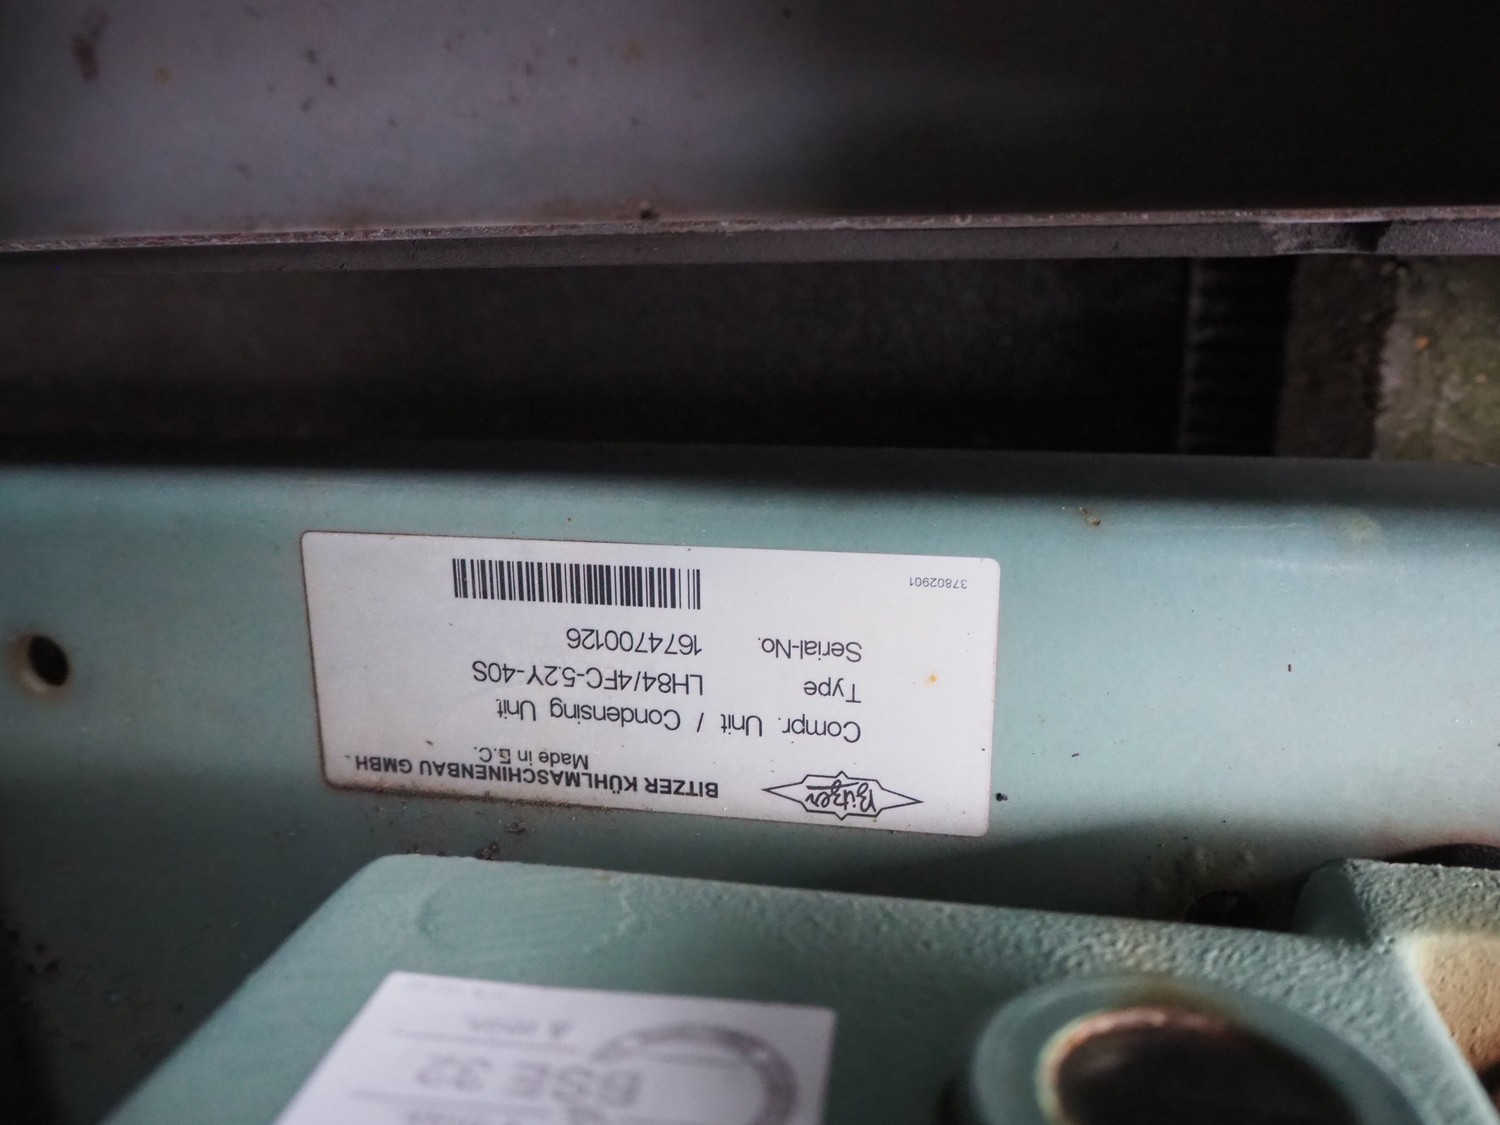 Bitzer
BITZER KÜHLMASCHINENBAU GMBH.
Made in E.C.
Compr. Unit / Condensing Unit
Type LH84/4FC-5.2Y-40S
Serial-No. 1674700126
37802901
BSE 32